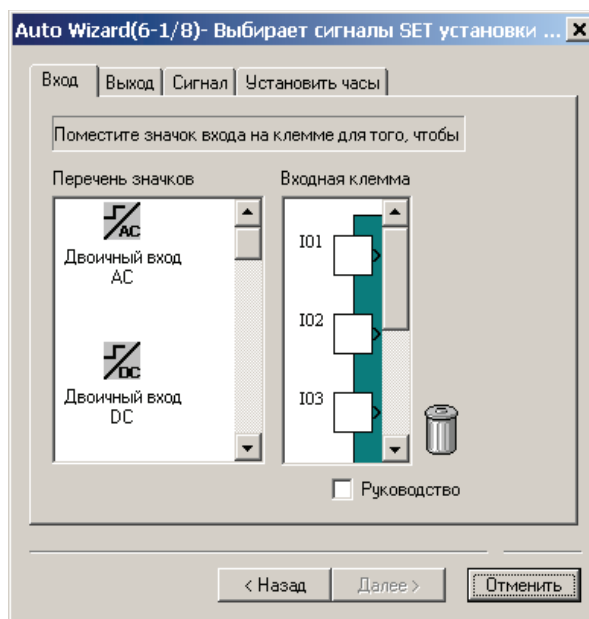 Auto Wizard(6-1/8)- Выбирает сигналы SET установки ...
Вход Выход Сигнал Установить часы
Поместите значок входа на клемме для того, чтобы
Перечень значков Входная клемма
AC
Двоичный вход
AC
DC
Двоичный вход
DC
I01
I02
I03
Руководство
< Назад Далее > Отменить